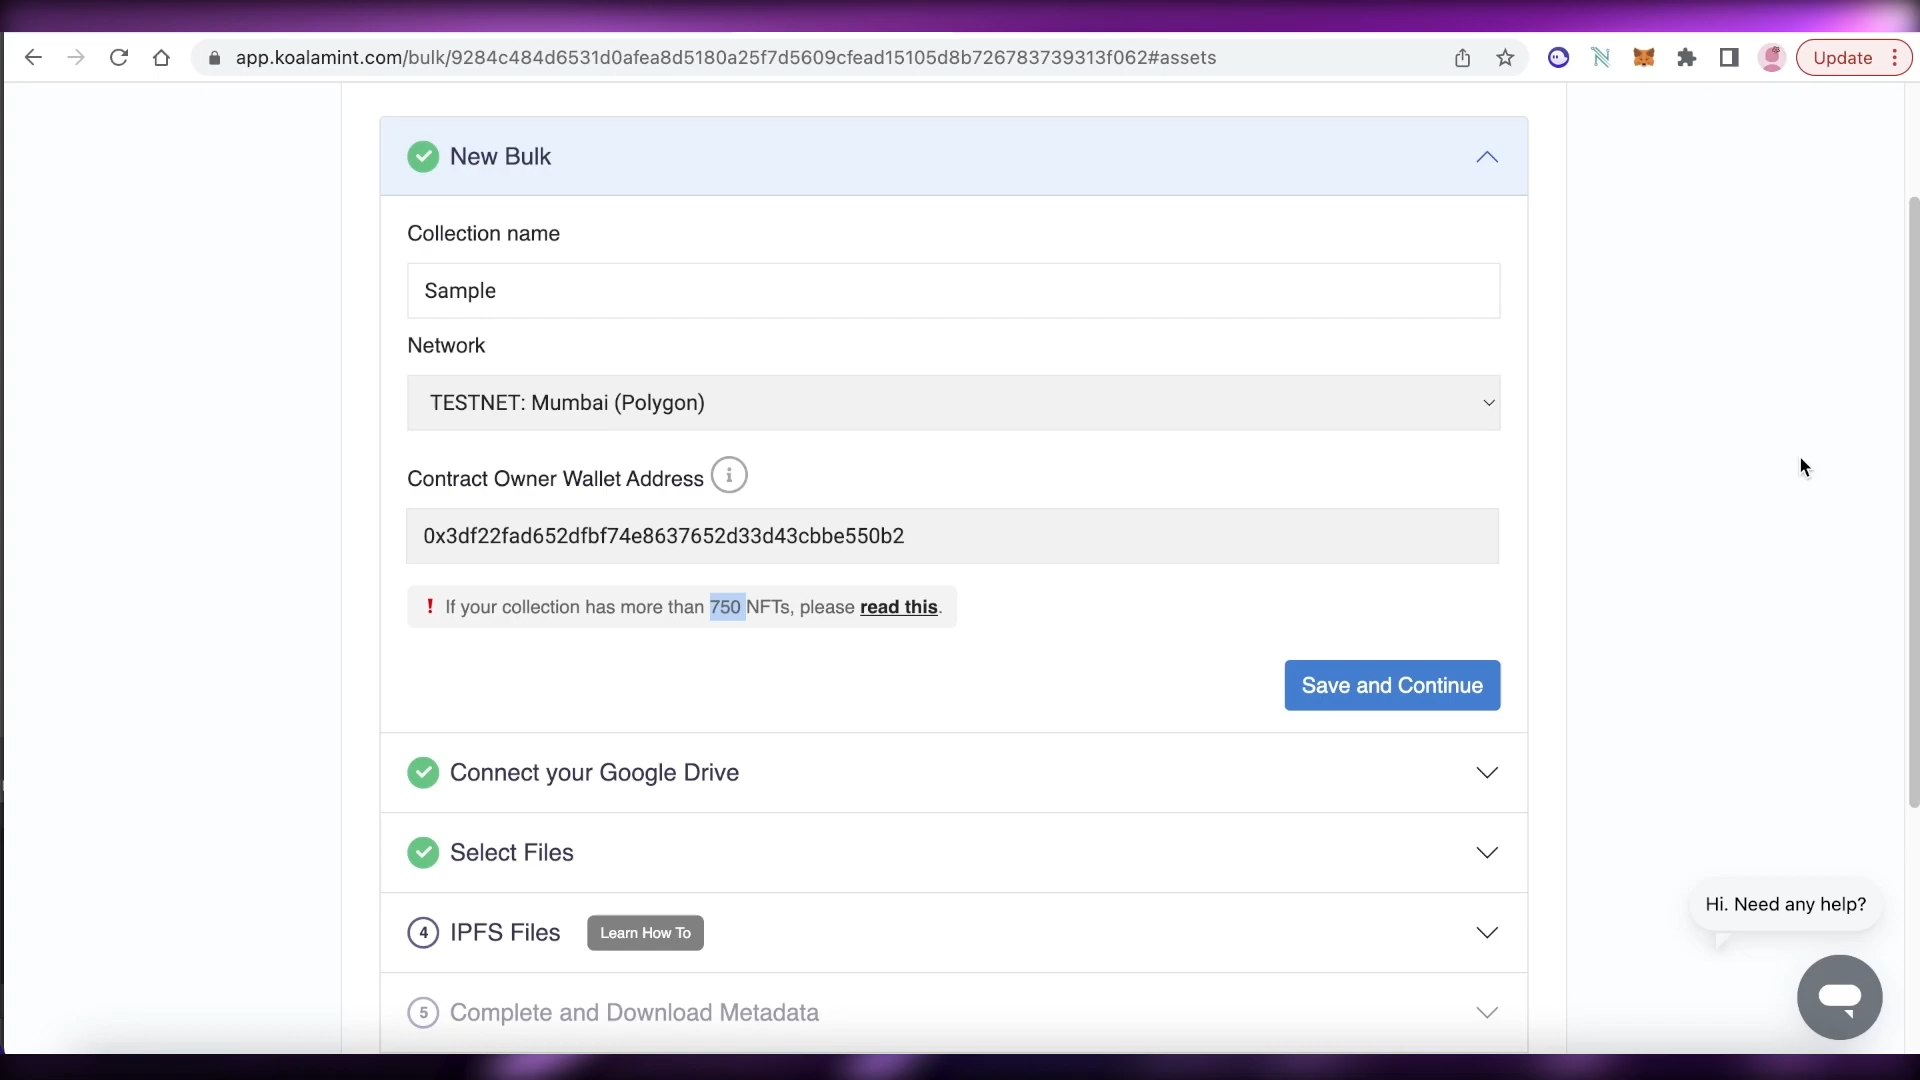 app.koalamint.com/bulk/9284c484d6531d0afea8d5180a25f7d5609cfead15105d8b726783739313f062#assets
Update
New Bulk
Collection name
Sample
Network
TESTNET: Mumbai (Polygon)
Contract Owner Wallet Address
0x3df22fad652dfbf74e8637652d33d43cbbe550b2
! If your collection has more than 750 NFTs, please read this.
Save and Continue
Connect your Google Drive
Select Files
Hi. Need any help?
4 IPFS Files Learn How To
5 Complete and Download Metadata